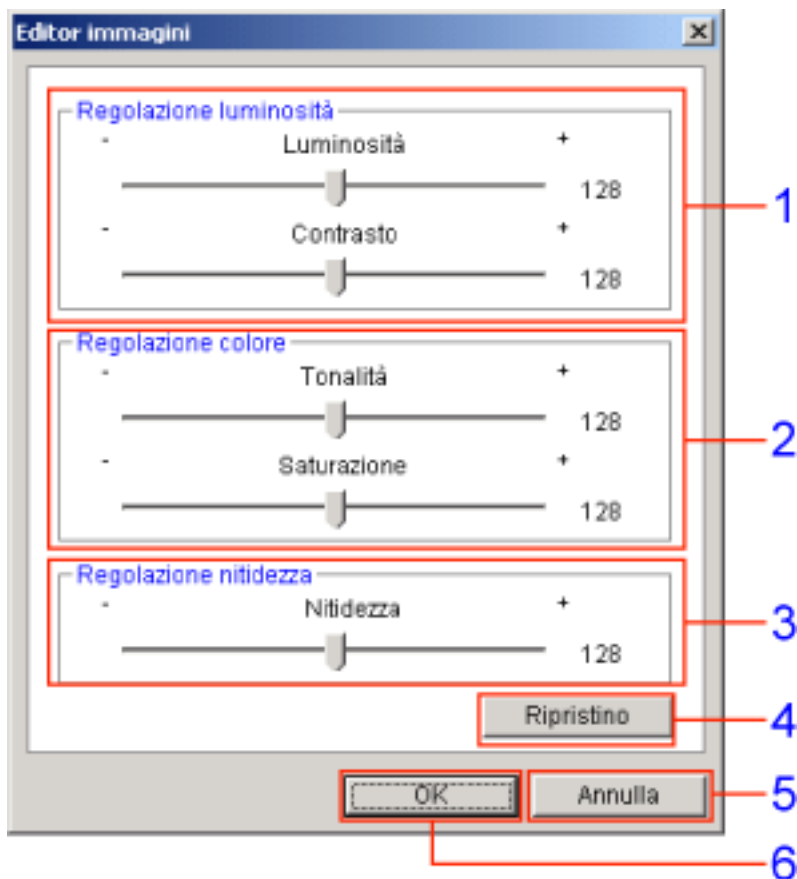 Editor immagini
Regolazione luminosità
- Luminosità +
128
1
- Contrasto +
128
Regolazione colore
- Tonalità +
128
2
- Saturazione +
128
Regolazione nitidezza
- Nitidezza +
128
3
Ripristino
4
OK
Annulla
5
6